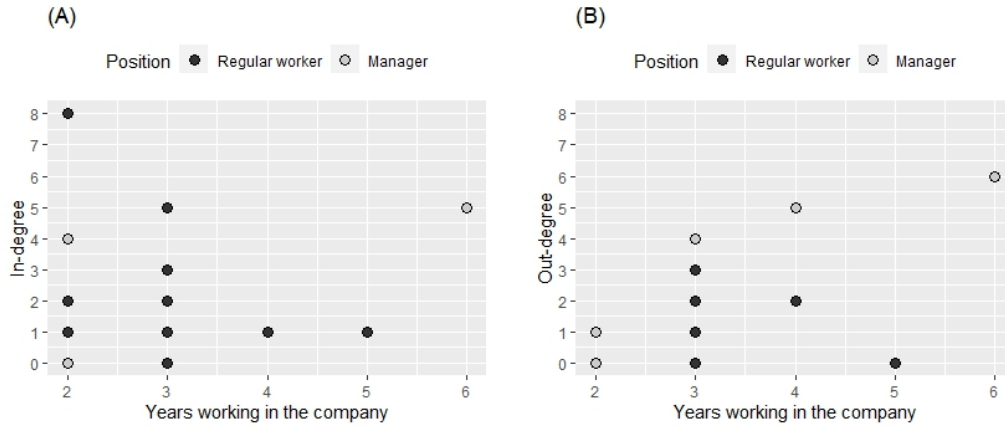 (A)
Position Regular worker Manager
8
7
6
5
4
3
2
1
0
In-degree
2 3 4 5 6
Years working in the company
(B)
Position Regular worker Manager
8
7
6
5
4
3
2
1
0
Out-degree
2 3 4 5 6
Years working in the company